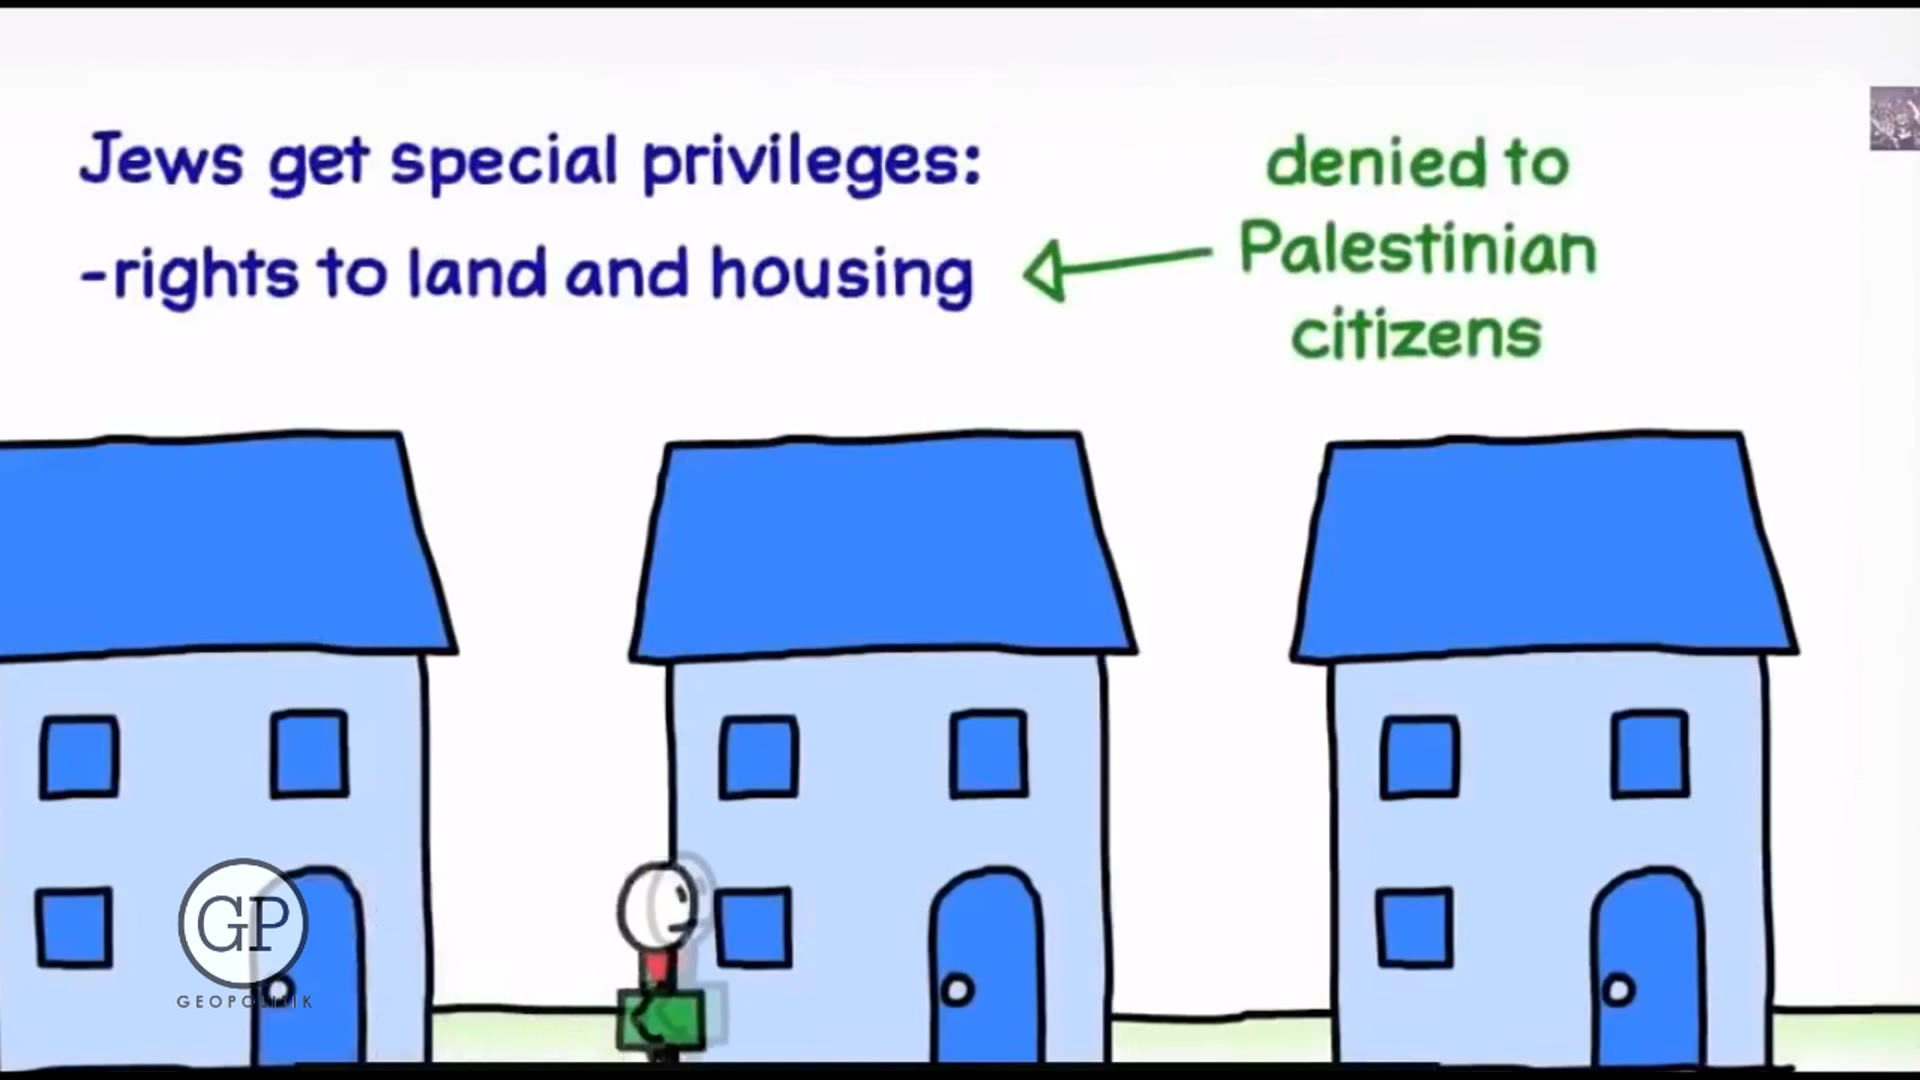 Jews get special privileges:
-rights to land and housing
denied to
Palestinian
citizens
GP
GEOPOLITIK